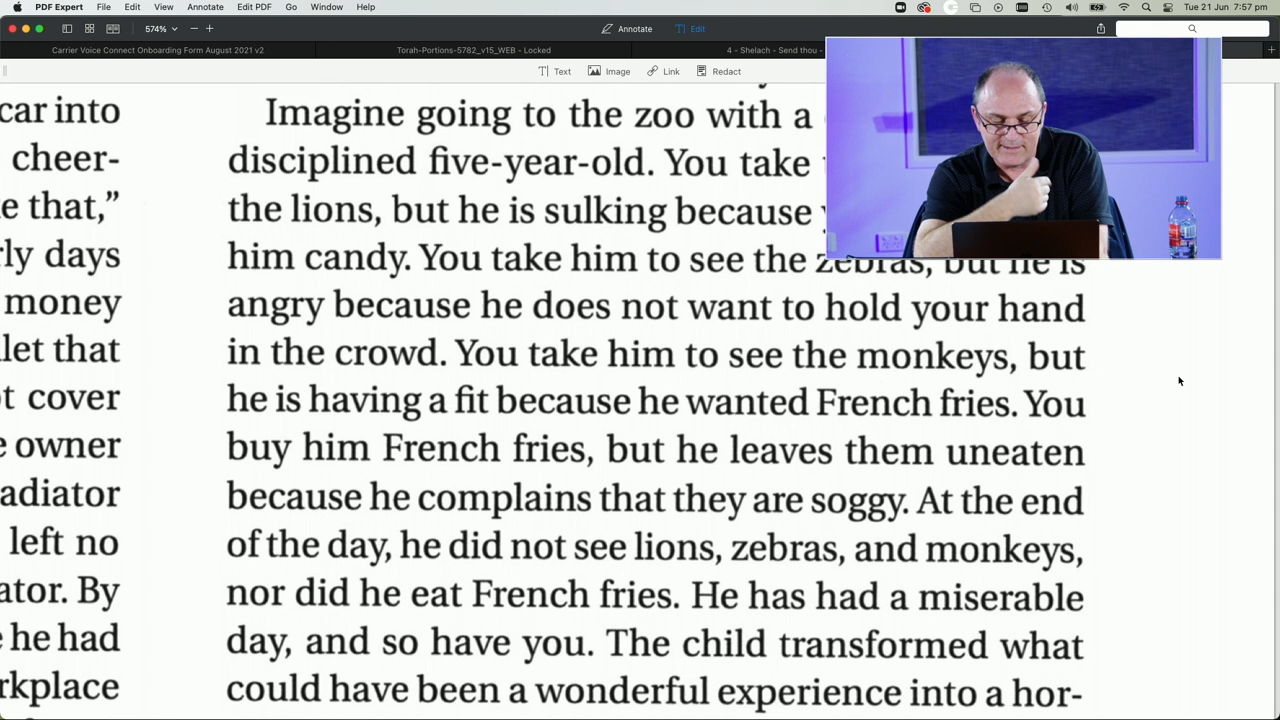 PDF Expert File Edit View Annotate Edit PDF Go Window Help
Tue 21 Jun 7:57 pm
574%
Annotate
Edit
Carrier Voice Connect Onboarding Form August 2021 v2
Torah-Portions-5782_v15_WEB - Locked
4 - Shelach - Send thou -
Text
Image
Link
Redact
car into
cheer-
e that,”
rly days
money
let that
cover
owner
adiator
left no
ator. By
he had
rkplace
Imagine going to the zoo with a
disciplined five-year-old. You take
the lions, but he is sulking because
him candy. You take him to see the zebras, but he is
angry because he does not want to hold your hand
in the crowd. You take him to see the monkeys, but
he is having a fit because he wanted French fries. You
buy him French fries, but he leaves them uneaten
because he complains that they are soggy. At the end
of the day, he did not see lions, zebras, and monkeys,
nor did he eat French fries. He has had a miserable
day, and so have you. The child transformed what
could have been a wonderful experience into a hor-